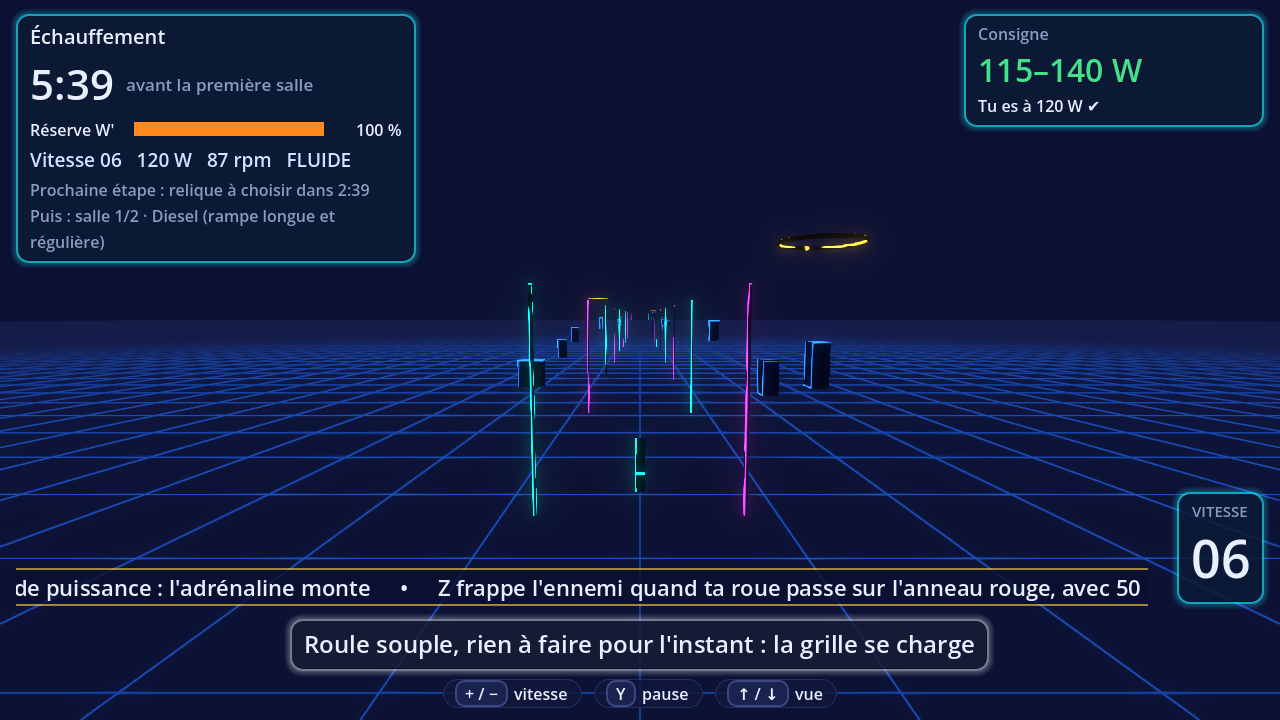 Échauffement
5:39 avant la première salle
Réserve W' 100 %
Vitesse 06 120 W 87 rpm FLUIDE
Prochaine étape : relique à choisir dans 2:39
Puis : salle 1/2 · Diesel (rampe longue et
régulière)
Consigne
115–140 W
Tu es à 120 W ✔
VITESSE
06
de puissance : l'adrénaline monte • Z frappe l'ennemi quand ta roue passe sur l'anneau rouge, avec 50
Roule souple, rien à faire pour l'instant : la grille se charge
+ / − vitesse Y pause ↑ / ↓ vue